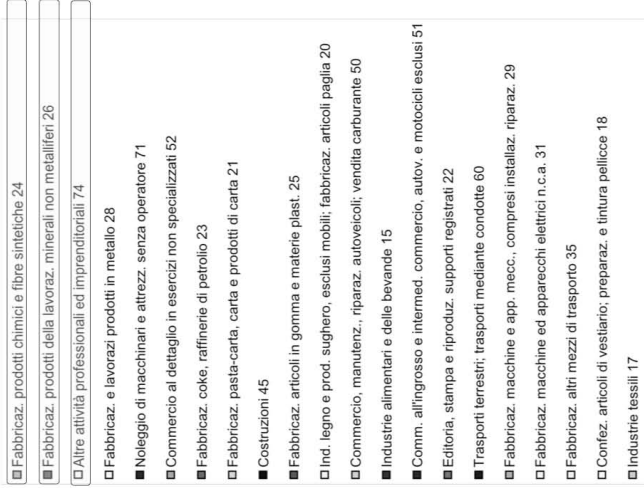 Fabbricaz. prodotti chimici e fibre sintetiche 24
Fabbricaz. prodotti della lavoraz. minerali non metalliferi 26
Altre attività professionali ed imprenditoriali 74
Fabbricaz. e lavorazi prodotti in metallo 28
Noleggio di macchinari e attrezz. senza operatore 71
Commercio al dettaglio in esercizi non specializzati 52
Fabbricaz. coke, raffinerie di petrolio 23
Fabbricaz. pasta-carta, carta e prodotti di carta 21
Costruzioni 45
Fabbricaz. articoli in gomma e materie plast. 25
Ind. legno e prod. sughero, esclusi mobili; fabbricaz. articoli paglia 20
Commercio, manutenz., riparaz. autoveicoli; vendita carburante 50
Industrie alimentari e delle bevande 15
Comm. all'ingrosso e intermed. commercio, autov. e motocicli esclusi 51
Editoria, stampa e riproduz. supporti registrati 22
Trasporti terrestri; trasporti mediante condotte 60
Fabbricaz. macchine e app. mecc., compresi installaz. riparaz. 29
Fabbricaz. macchine ed apparecchi elettrici n.c.a. 31
Fabbricaz. altri mezzi di trasporto 35
Confez. articoli di vestiario; preparaz. e tintura pellicce 18
Industrie tessili 17